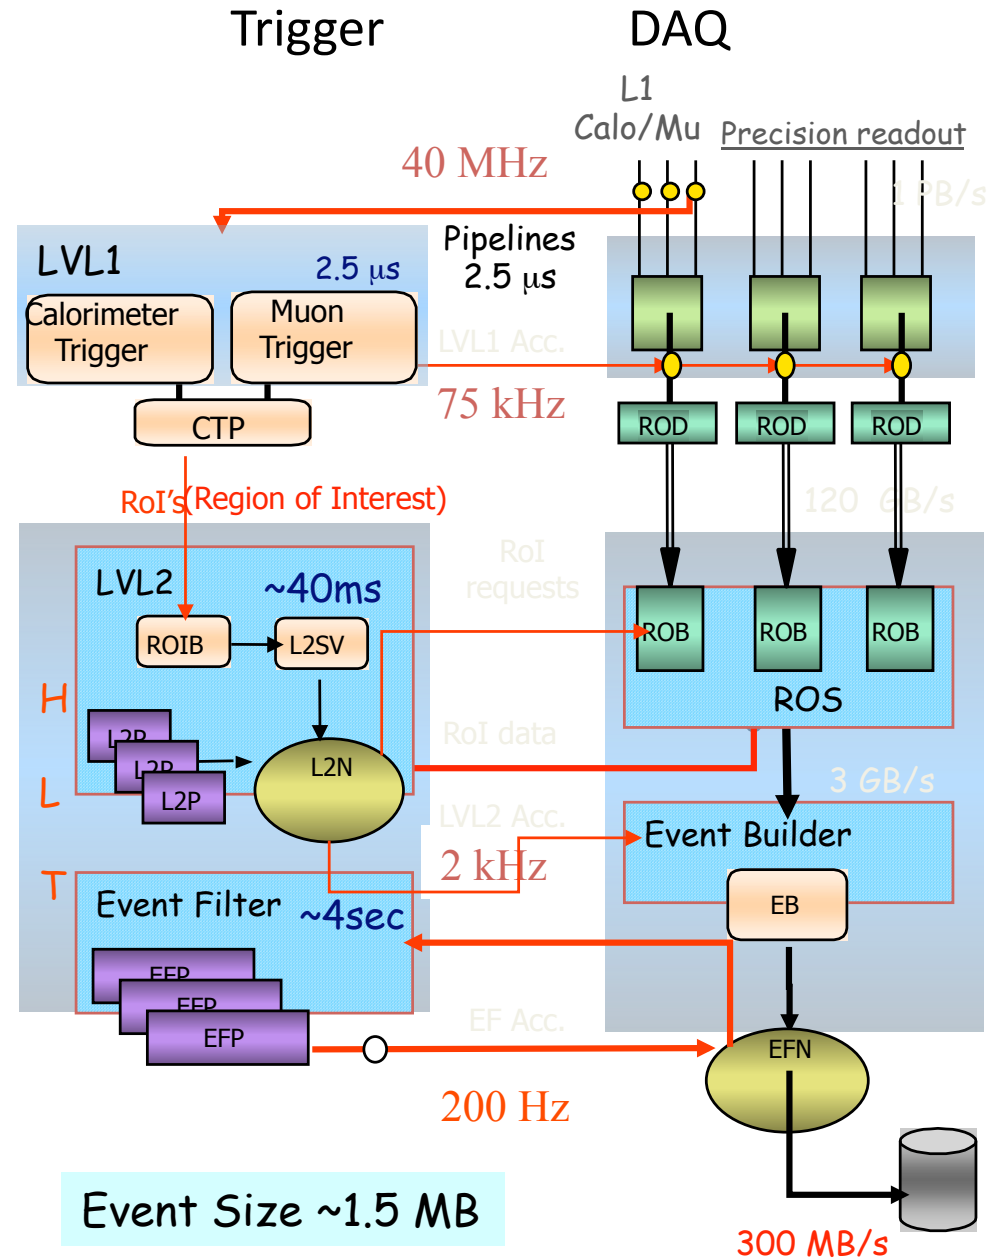 Trigger
DAQ
L1
Calo/Mu
Precision readout
40 MHz
1 PB/s
LVL1
2.5 µs
Pipelines
2.5 µs
Calorimeter
Trigger
Muon
Trigger
LVL1 Acc.
75 kHz
CTP
ROD
ROD
ROD
RoI's
(Region of Interest)
120 GB/s
RoI
requests
LVL2
~40ms
ROIB
L2SV
ROB
ROB
ROB
ROS
H
L
T
L2P
L2P
L2P
L2N
RoI data
3 GB/s
LVL2 Acc.
2 kHz
Event Builder
EB
Event Filter
~4sec
EFP
EFP
EFP
EF Acc.
EFN
200 Hz
Event Size ~1.5 MB
300 MB/s